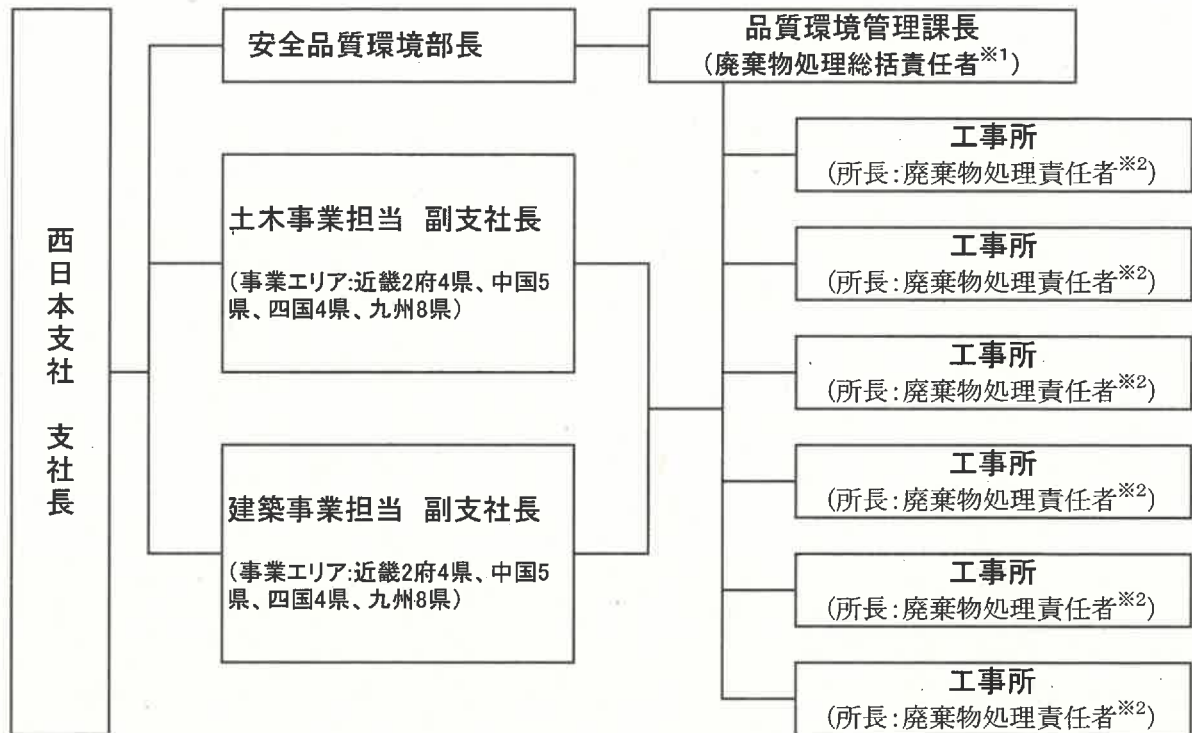 西日本支社　支社長
安全品質環境部長
品質環境管理課長
(廃棄物処理総括責任者※1)
土木事業担当　副支社長
(事業エリア:近畿2府4県、中国5
県、四国4県、九州8県)
建築事業担当　副支社長
(事業エリア:近畿2府4県、中国5
県、四国4県、九州8県)
工事所
(所長:廃棄物処理責任者※2)
工事所
(所長:廃棄物処理責任者※2)
工事所
(所長:廃棄物処理責任者※2)
工事所
(所長:廃棄物処理責任者※2)
工事所
(所長:廃棄物処理責任者※2)
工事所
(所長:廃棄物処理責任者※2)